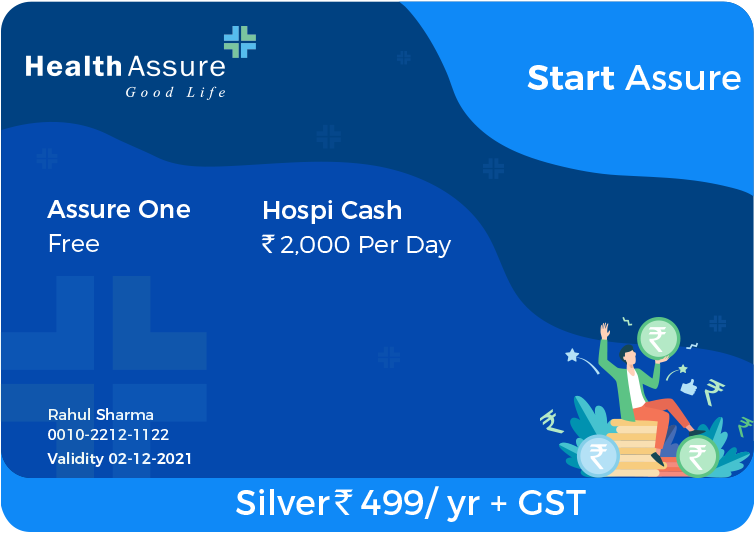 Health Assure
Good Life
Start Assure
Assure One
Free
Hospi Cash
₹ 2,000 Per Day
Rahul Sharma
0010-2212-1122
Validity 02-12-2021
₹
₹
₹
₹
₹
₹
Silver ₹ 499/ yr + GST